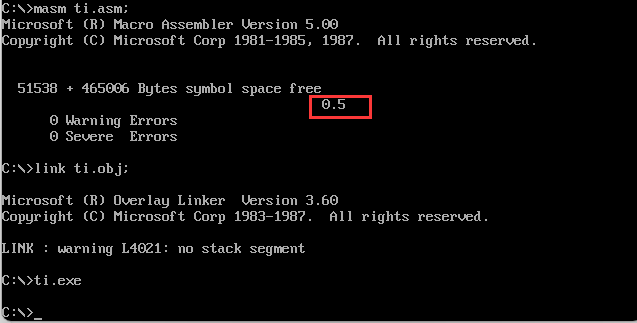 C:\>masm ti.asm;
Microsoft (R) Macro Assembler Version 5.00
Copyright (C) Microsoft Corp 1981-1985, 1987.  All rights reserved.
51538 + 465006 Bytes symbol space free
0.5
0 Warning Errors
0 Severe  Errors
C:\>link ti.obj;
Microsoft (R) Overlay Linker  Version 3.60
Copyright (C) Microsoft Corp 1983-1987.  All rights reserved.
LINK : warning L4021: no stack segment
C:\>ti.exe
C:\>_